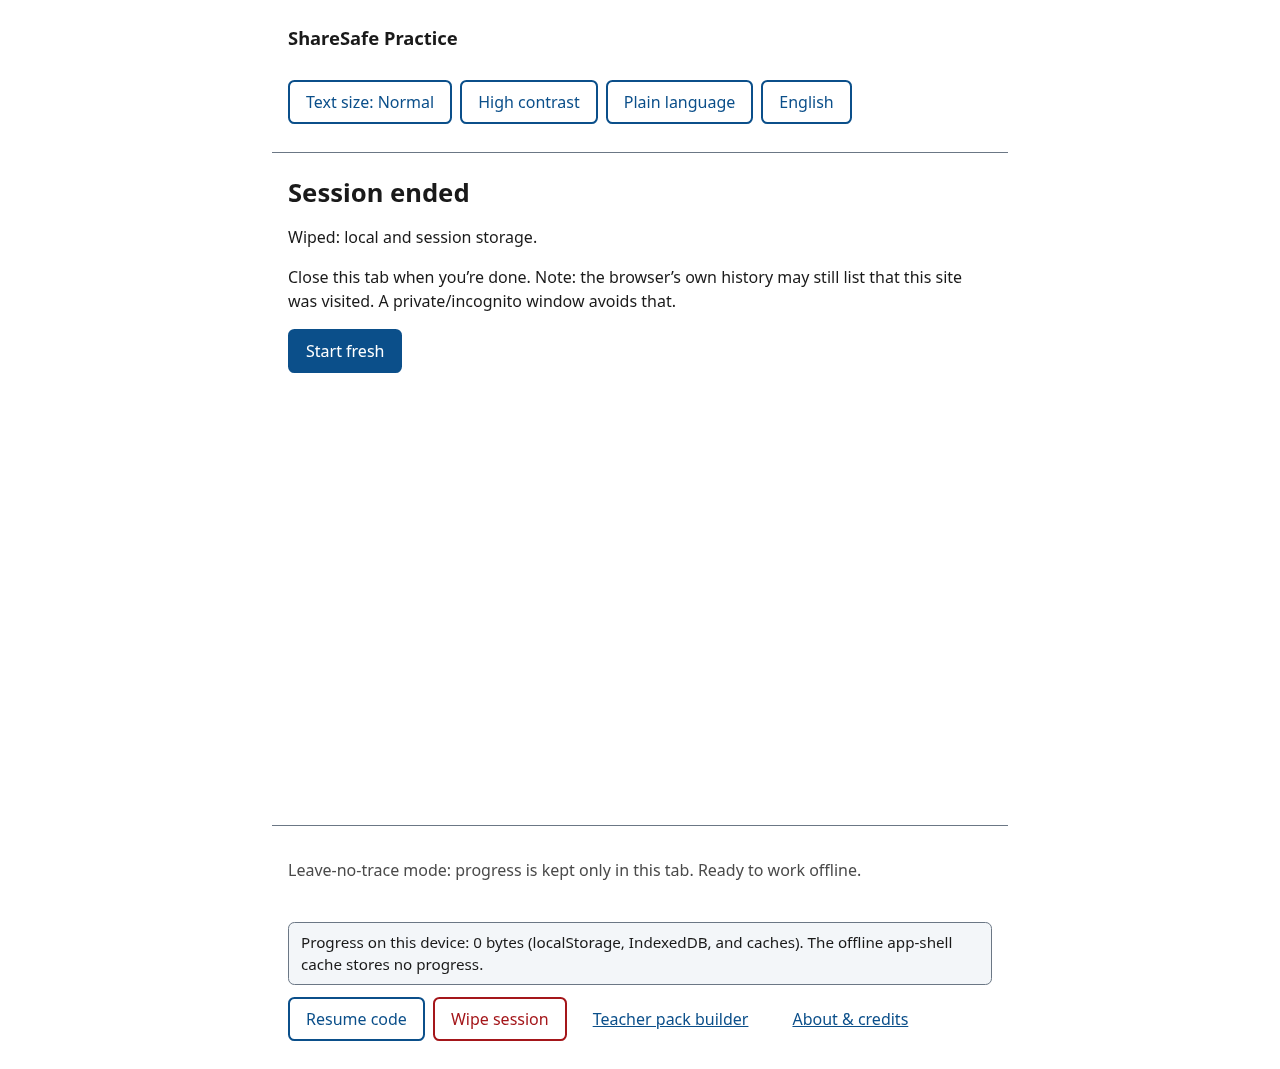 ShareSafe Practice
Text size: Normal
High contrast
Plain language
English
Session ended
Wiped: local and session storage.
Close this tab when you’re done. Note: the browser’s own history may still list that this site
was visited. A private/incognito window avoids that.
Start fresh
Leave-no-trace mode: progress is kept only in this tab. Ready to work offline.
Progress on this device: 0 bytes (localStorage, IndexedDB, and caches). The offline app-shell
cache stores no progress.
Resume code
Wipe session
Teacher pack builder
About & credits